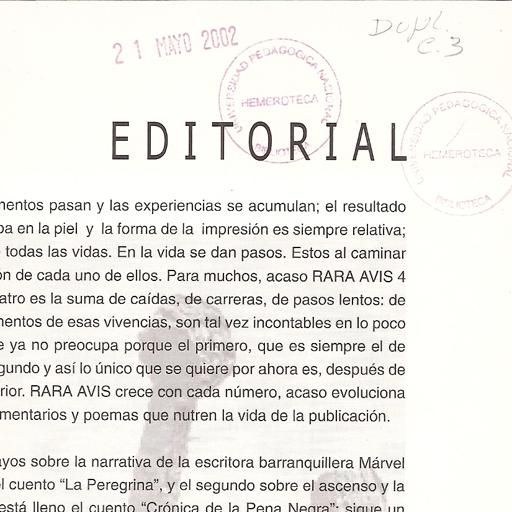 21 MAYO 2002
Dupl.
C.3
UNIVERSIDAD PEDAGOGICA NACIONAL
HEMEROTECA
BIBLIOTECA
EDITORIAL
UNIVERSIDAD PEDAGOGICA NACIONAL
HEMEROTECA
BIBLIOTECA
mentos pasan y las experiencias se acumulan; el resultado
pa en la piel y la forma de la impresión es siempre relativa;
todas las vidas. En la vida se dan pasos. Estos al caminar
ón de cada uno de ellos. Para muchos, acaso RARA AVIS 4
atro es la suma de caídas, de carreras, de pasos lentos: de
mentos de esas vivencias, son tal vez incontables en lo poco
e ya no preocupa porque el primero, que es siempre el de
gundo y así lo único que se quiere por ahora es, después de
rior. RARA AVIS crece con cada número, acaso evoluciona
mentarios y poemas que nutren la vida de la publicación.
ayos sobre la narrativa de la escritora barranquillera Márvel
el cuento “La Peregrina”, y el segundo sobre el ascenso y la
está lleno el cuento “Crónica de la Pena Negra”; sigue un